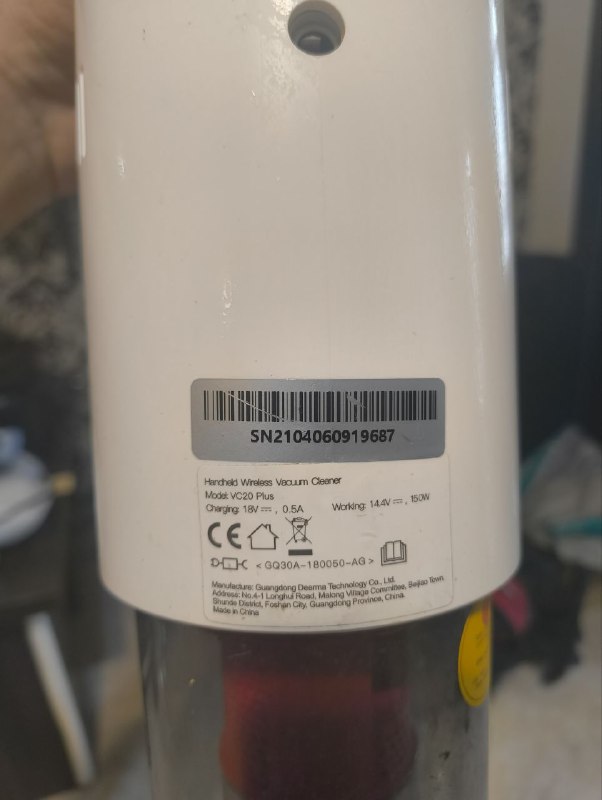 SN2104060919687
Handheld Wireless Vacuum Cleaner
Model: VC20 Plus
Charging: 18V⎓, 0.5A Working: 14.4V⎓, 150W
CE
<GQ30A-180050-AG>
Manufacture: Guangdong Deerma Technology Co., Ltd.
Address: No.4-1 Longhui Road, Malong Village Committee, Beijiao Town
Shunde District, Foshan City, Guangdong Province, China.
Made in China